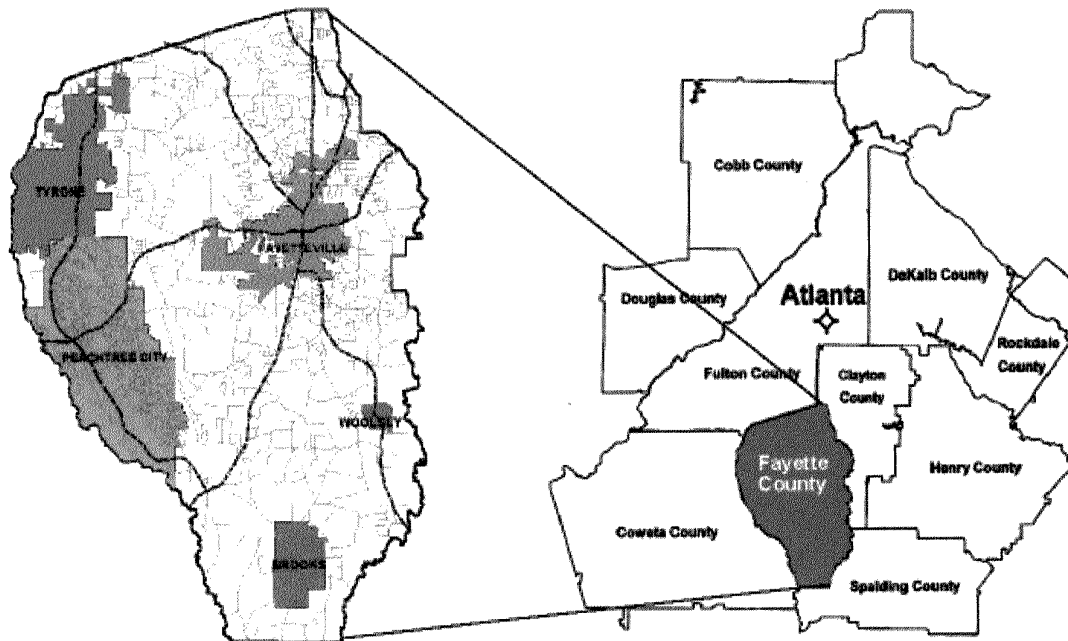 TYRONE
FAYETTEVILLE
PEACHTREE CITY
WOOLSEY
BROOKS
Cobb County
DeKalb County
Douglas County
Atlanta
Rockdale
County
Fulton County
Clayton
County
Fayette
County
Henry County
Coweta County
Spalding County